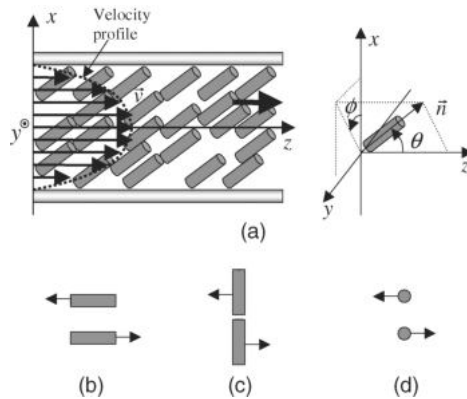 x
Velocity
profile
v⃗
y
z
(a)
x
ϕ
n⃗
θ
y
z
(b)
(c)
(d)